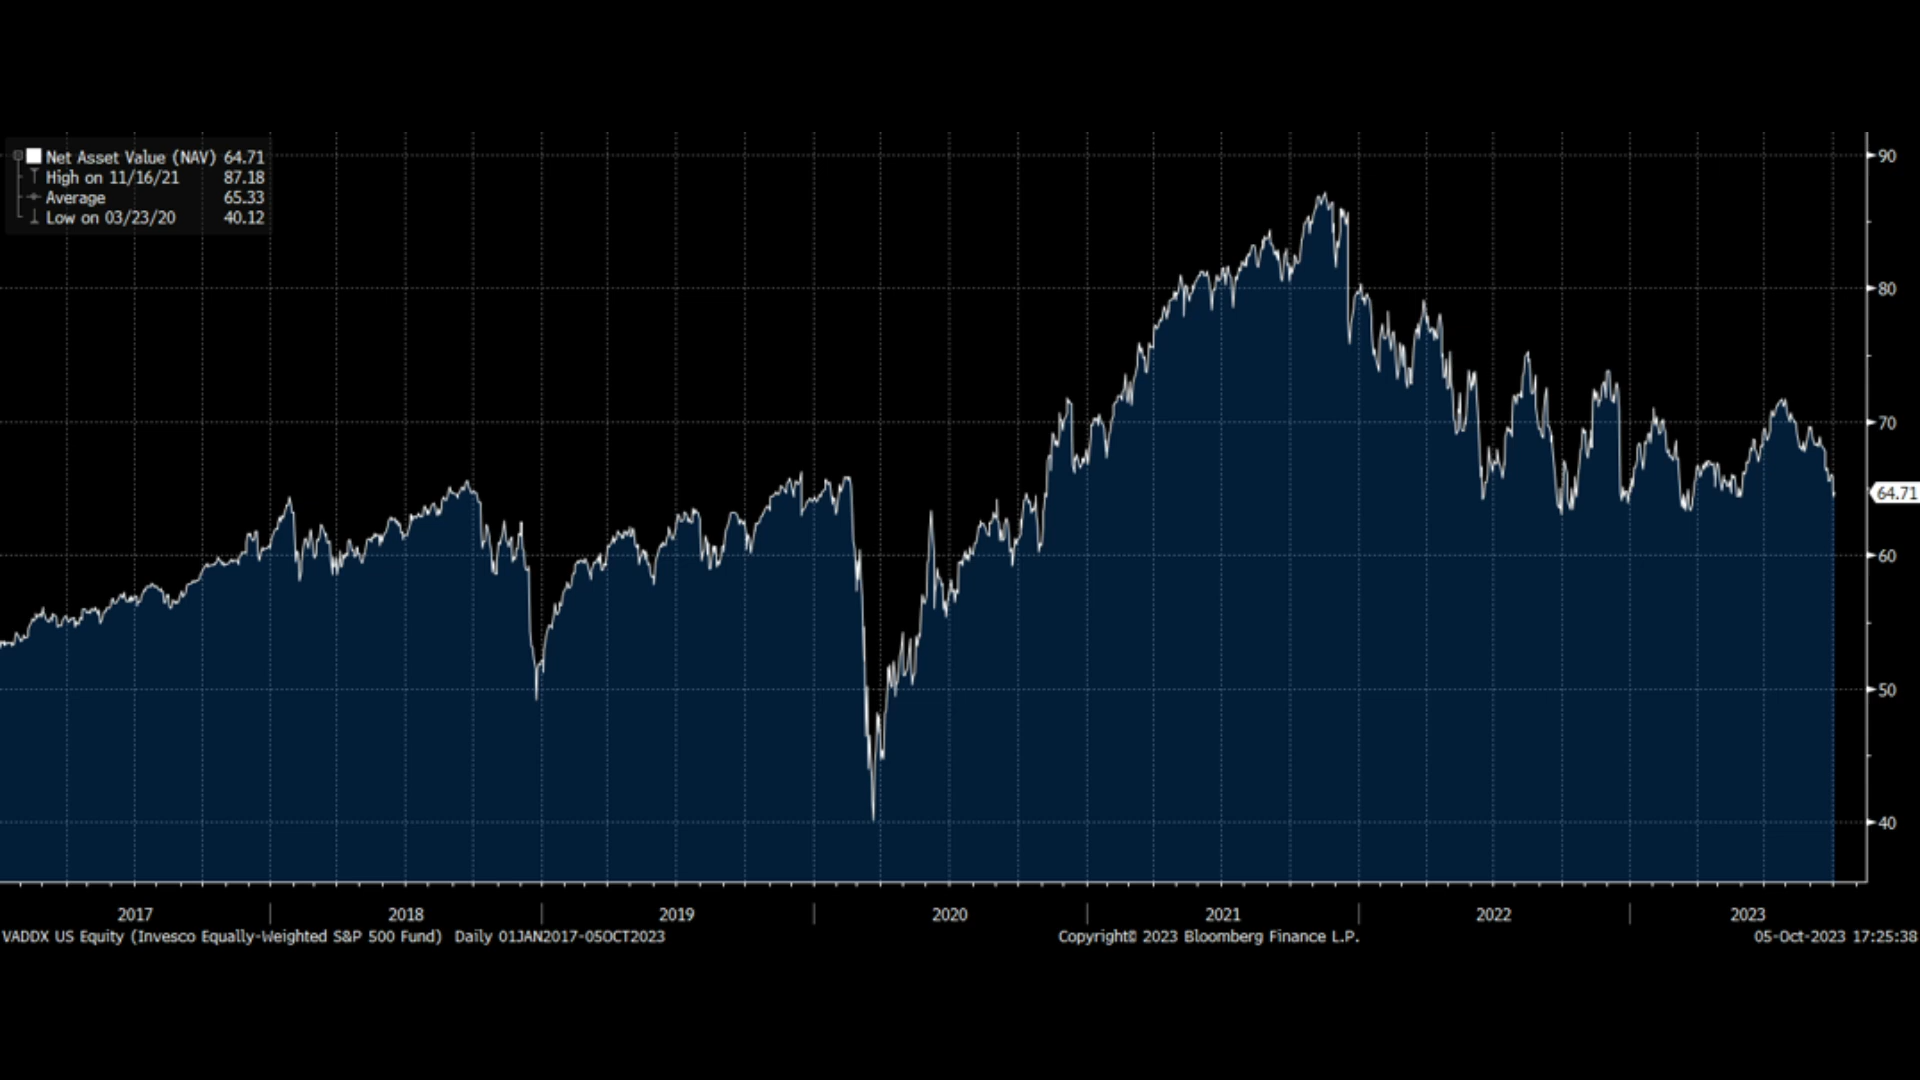 Net Asset Value (NAV) 64.71
High on 11/16/21 87.18
Average 65.33
Low on 03/23/20 40.12
90
80
70
64.71
60
50
40
2017 2018 2019 2020 2021 2022 2023
VADDX US Equity (Invesco Equally-Weighted S&P 500 Fund) Daily 01JAN2017-05OCT2023 Copyright© 2023 Bloomberg Finance L.P. 05-Oct-2023 17:25:38